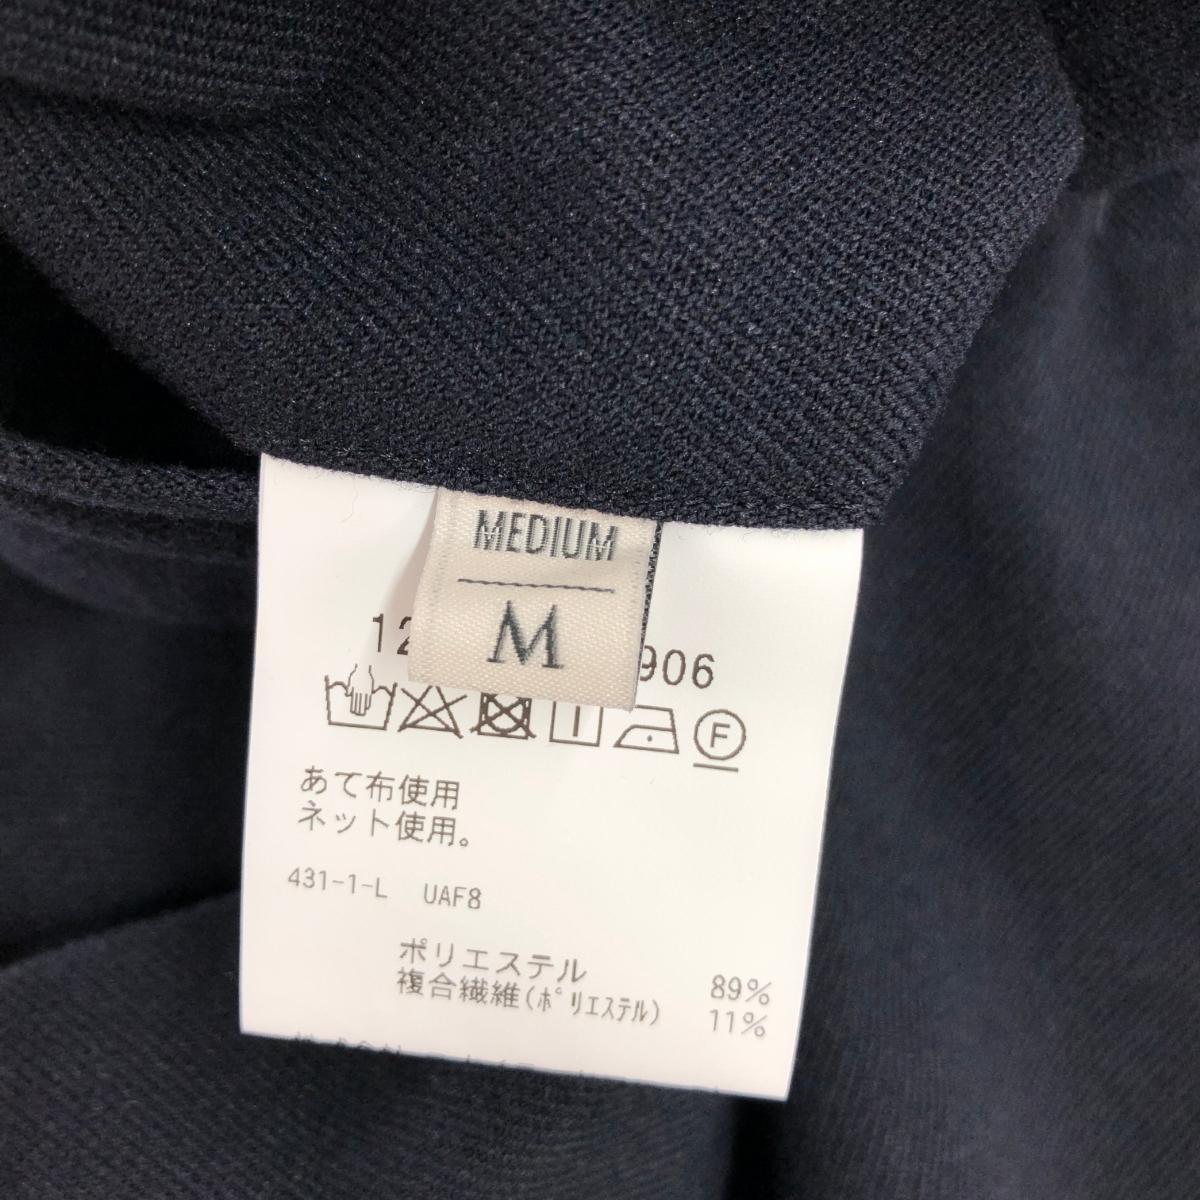 MEDIUM
M
906
F
あて布使用
ネット使用。
431-1-L UAF8
ポリエステル 89%
複合繊維(ポリエステル) 11%